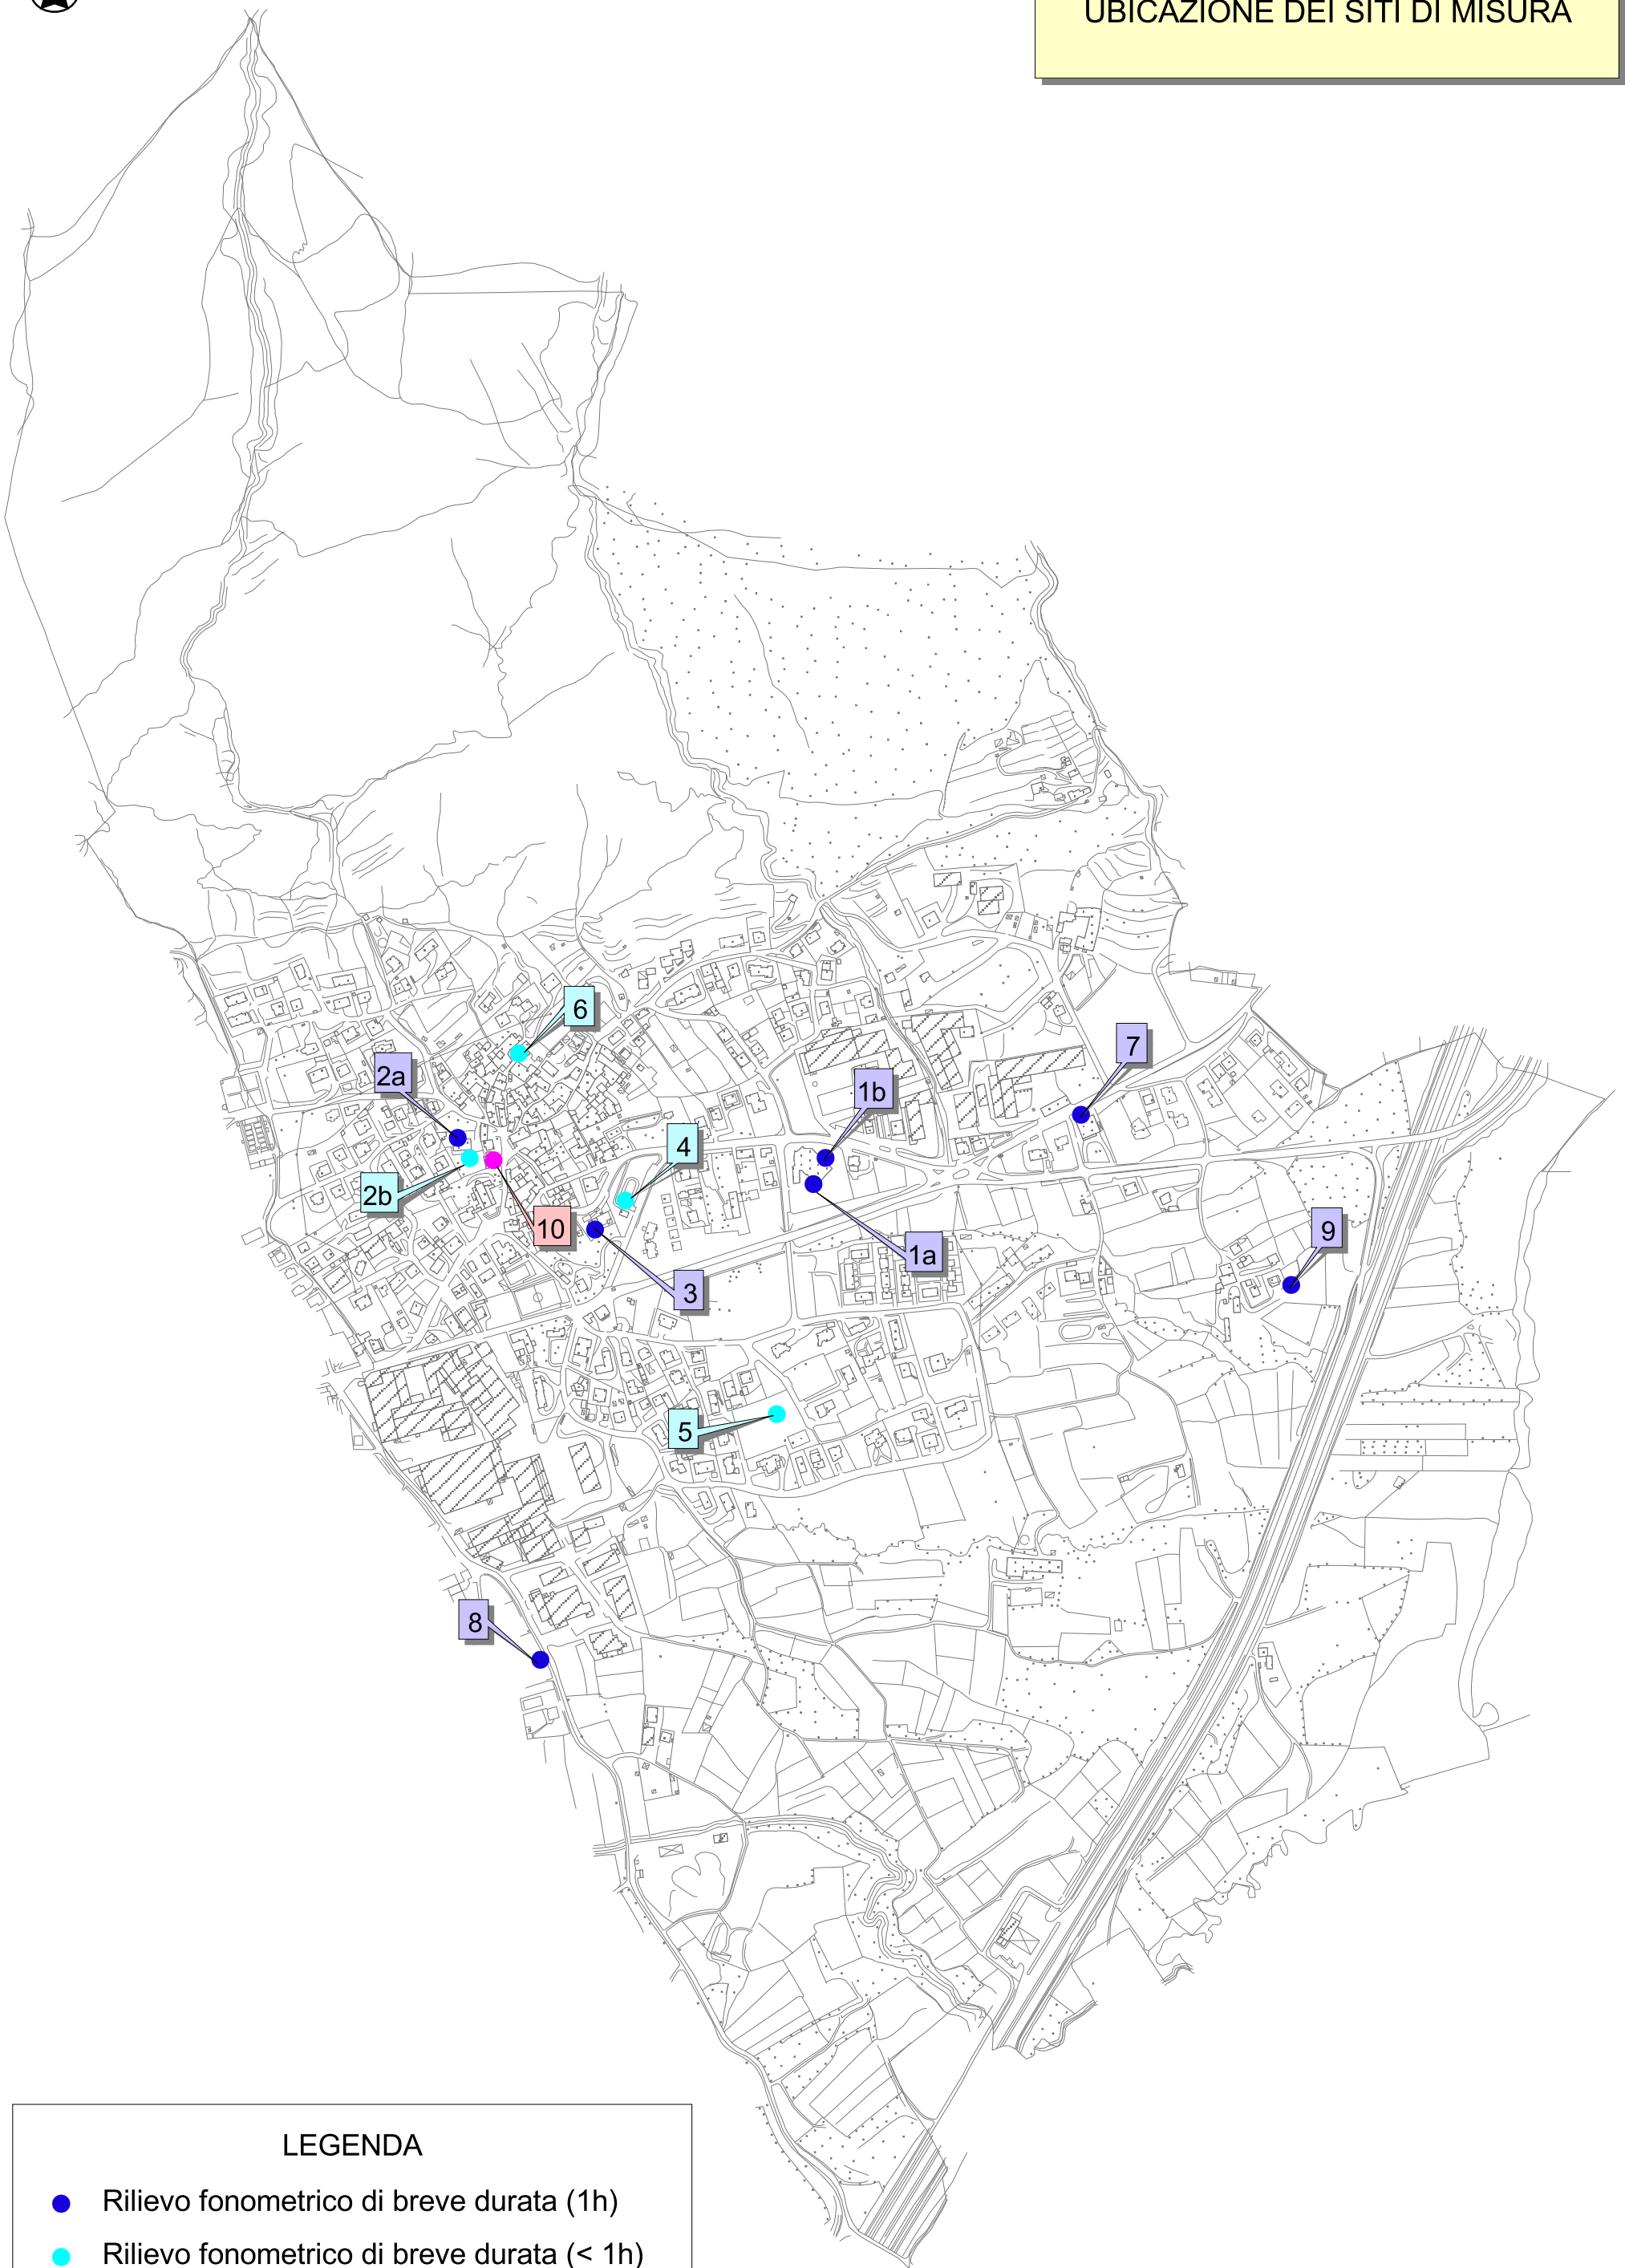 UBICAZIONE DEI SITI DI MISURA
6
7
2a
1b
4
2b
10
9
1a
3
5
8
LEGENDA
Rilievo fonometrico di breve durata (1h)
Rilievo fonometrico di breve durata (< 1h)